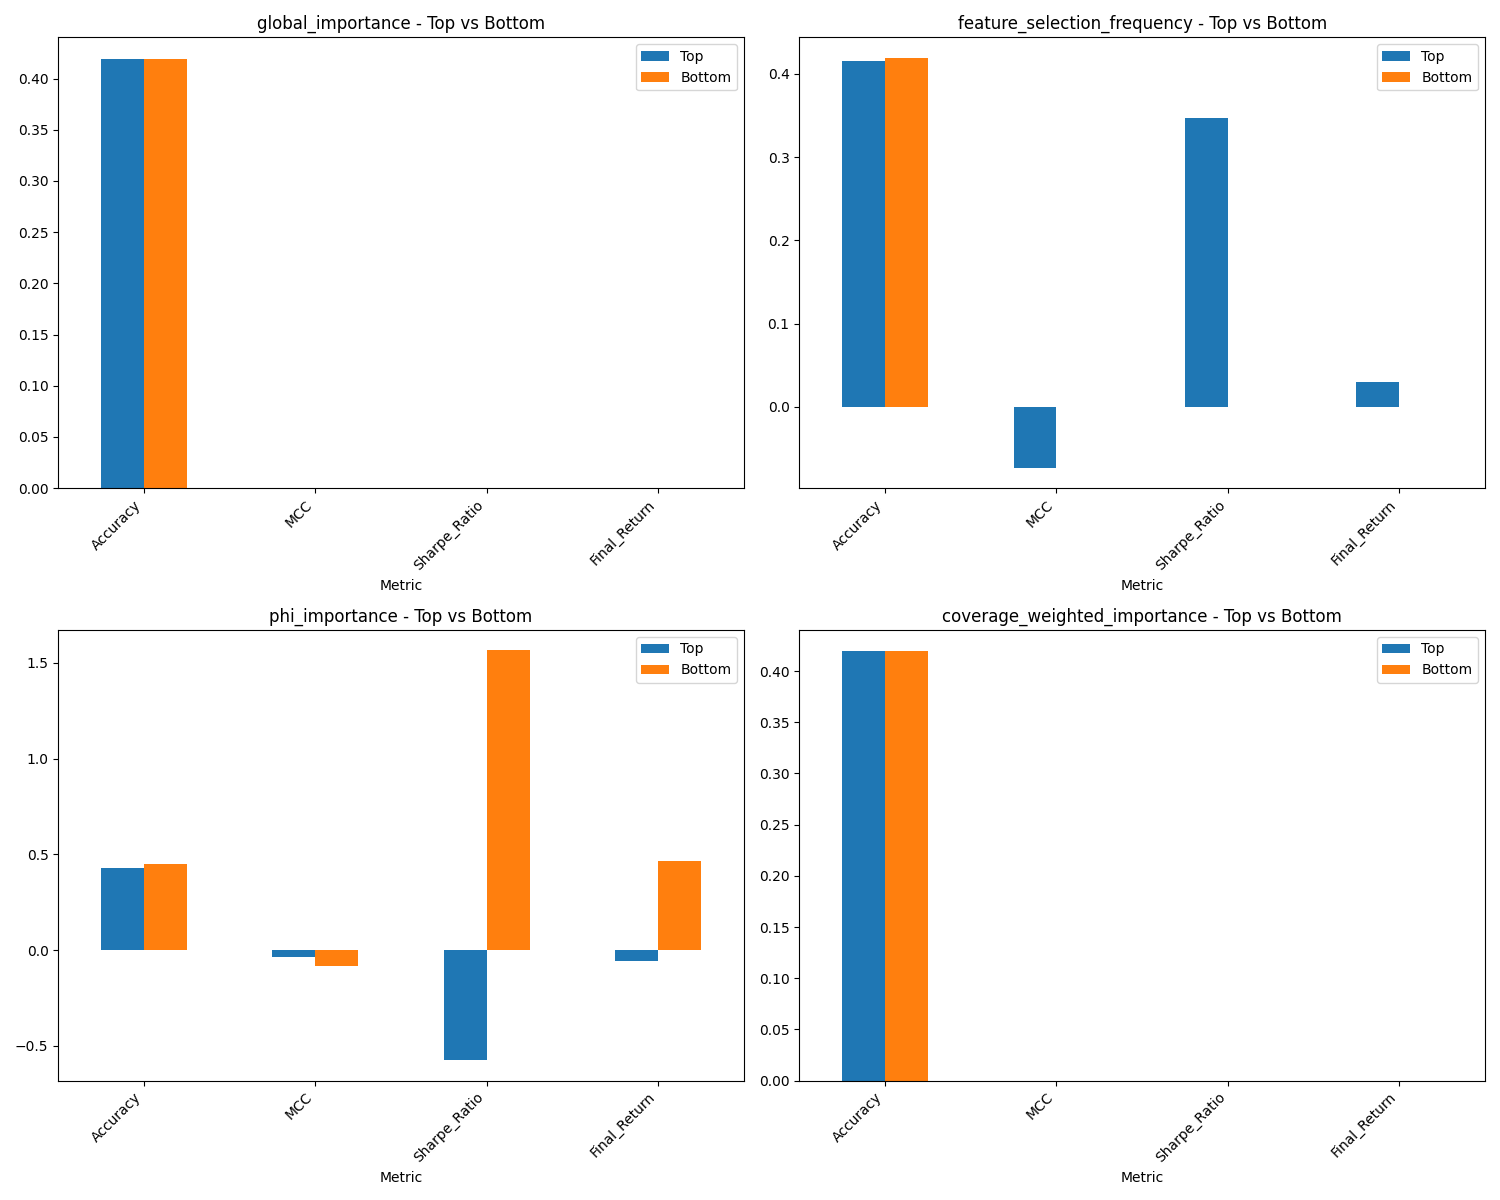 global_importance - Top vs Bottom
Top
Bottom
0.40
0.35
0.30
0.25
0.20
0.15
0.10
0.05
0.00
Accuracy
MCC
Sharpe_Ratio
Final_Return
Metric
feature_selection_frequency - Top vs Bottom
Top
Bottom
0.4
0.3
0.2
0.1
0.0
Accuracy
MCC
Sharpe_Ratio
Final_Return
Metric
phi_importance - Top vs Bottom
Top
Bottom
1.5
1.0
0.5
0.0
−0.5
Accuracy
MCC
Sharpe_Ratio
Final_Return
Metric
coverage_weighted_importance - Top vs Bottom
Top
Bottom
0.40
0.35
0.30
0.25
0.20
0.15
0.10
0.05
0.00
Accuracy
MCC
Sharpe_Ratio
Final_Return
Metric